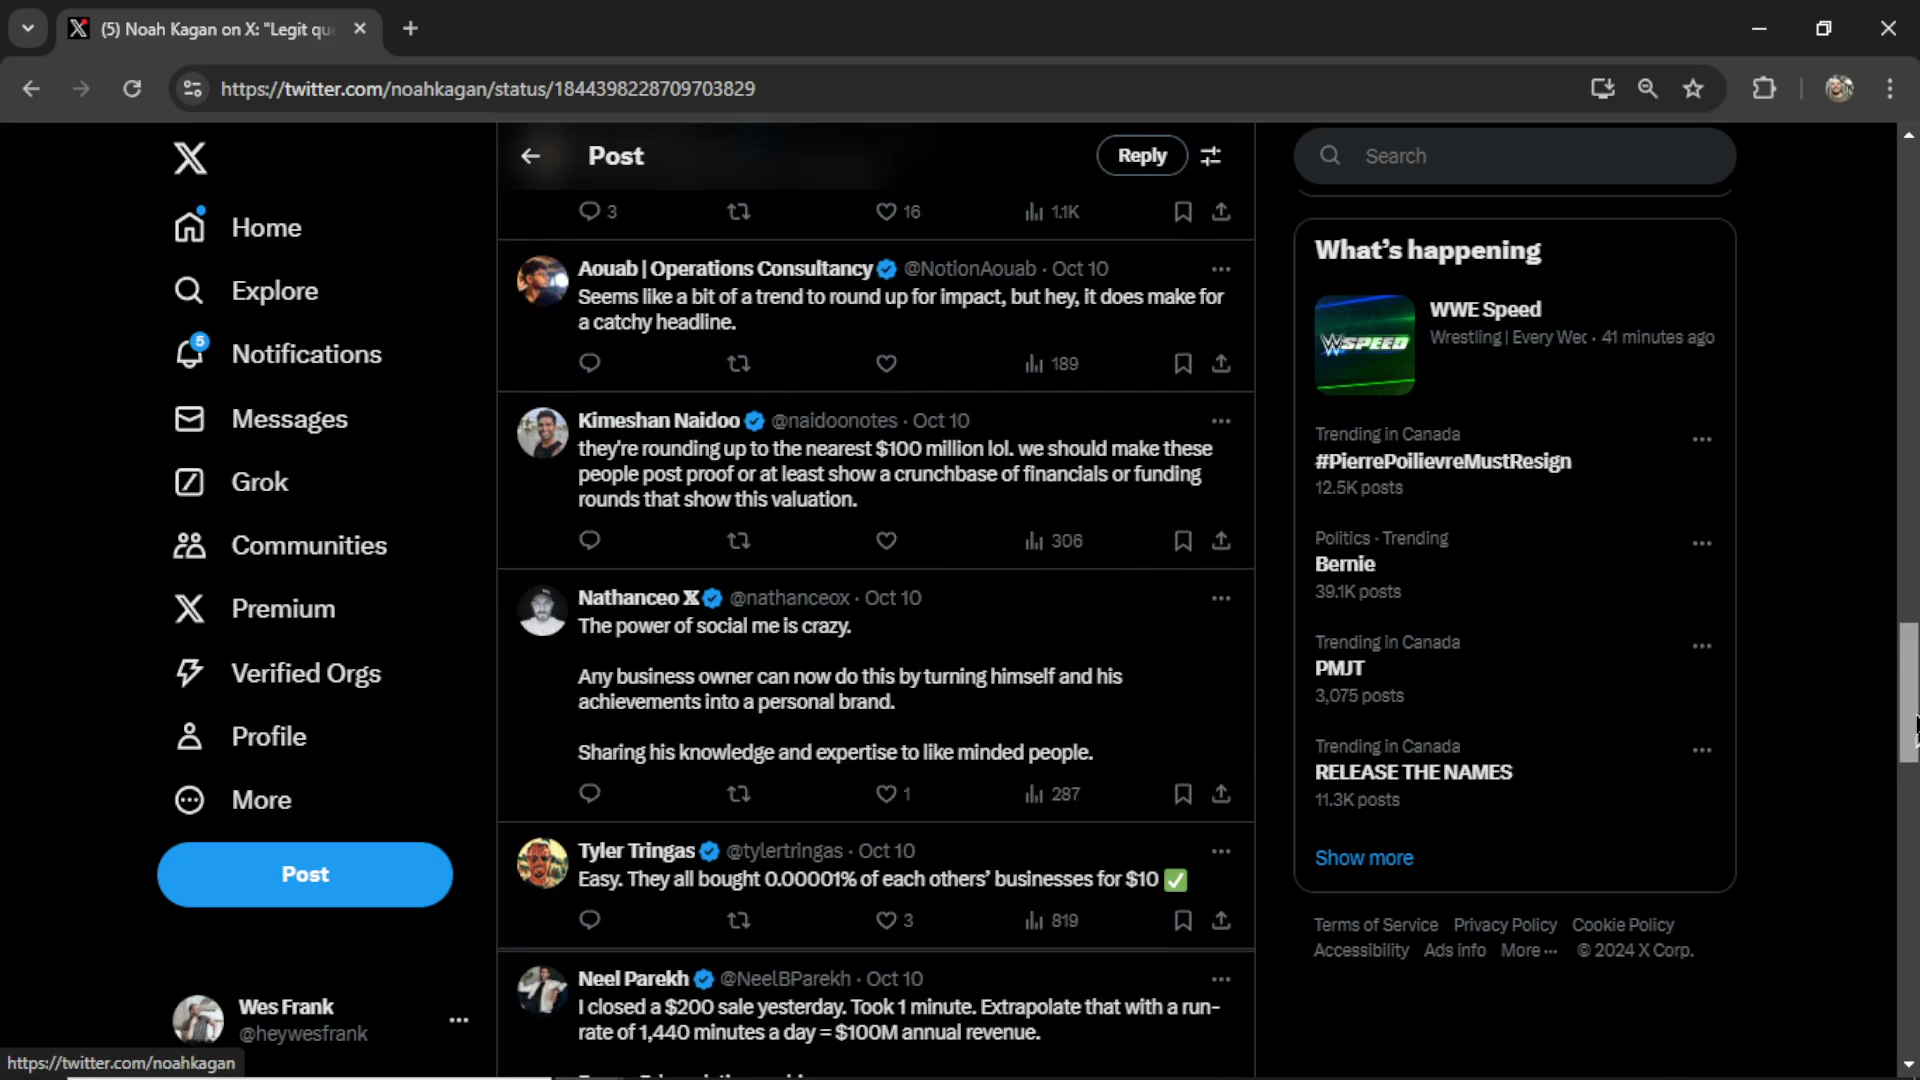 (5) Noah Kagan on X: "Legit qu
https://twitter.com/noahkagan/status/1844398228709703829
Home
Explore
5
Notifications
Messages
Grok
Communities
Premium
Verified Orgs
Profile
More
Post
Wes Frank
@heywesfrank
https://twitter.com/noahkagan
Post
Reply
3
16
1.1K
Aouab | Operations Consultancy @NotionAouab · Oct 10
Seems like a bit of a trend to round up for impact, but hey, it does make for
a catchy headline.
189
Kimeshan Naidoo @naidoonotes · Oct 10
they're rounding up to the nearest $100 million lol. we should make these
people post proof or at least show a crunchbase of financials or funding
rounds that show this valuation.
306
Nathanceo X @nathanceox · Oct 10
The power of social me is crazy.
Any business owner can now do this by turning himself and his
achievements into a personal brand.
Sharing his knowledge and expertise to like minded people.
1
287
Tyler Tringas @tylertringas · Oct 10
Easy. They all bought 0.00001% of each others’ businesses for $10 ✅
3
819
Neel Parekh @NeelBParekh · Oct 10
I closed a $200 sale yesterday. Took 1 minute. Extrapolate that with a run-
rate of 1,440 minutes a day = $100M annual revenue.
Search
What’s happening
W SPEED
WWE Speed
Wrestling | Every Wec · 41 minutes ago
Trending in Canada
#PierrePoilievreMustResign
12.5K posts
Politics · Trending
Bernie
39.1K posts
Trending in Canada
PMJT
3,075 posts
Trending in Canada
RELEASE THE NAMES
11.3K posts
Show more
Terms of Service Privacy Policy Cookie Policy
Accessibility Ads info More ··· © 2024 X Corp.